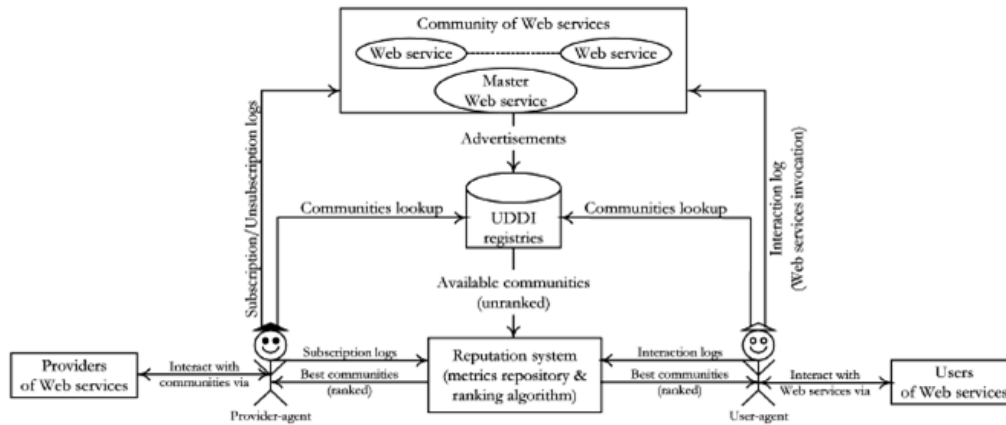 Community of Web services
Web service
Web service
Master
Web service
Subscription/Unsubscription logs
Advertisements
Interaction log
(Web services invocation)
Communities lookup
UDDI
registries
Communities lookup
Available communities
(unranked)
Providers
of Web services
Interact with
communities via
Subscription logs
Best communities
(ranked)
Provider-agent
Reputation system
(metrics repository &
ranking algorithm)
Interaction logs
Best communities
(ranked)
User-agent
Interact with
Web services via
Users
of Web services